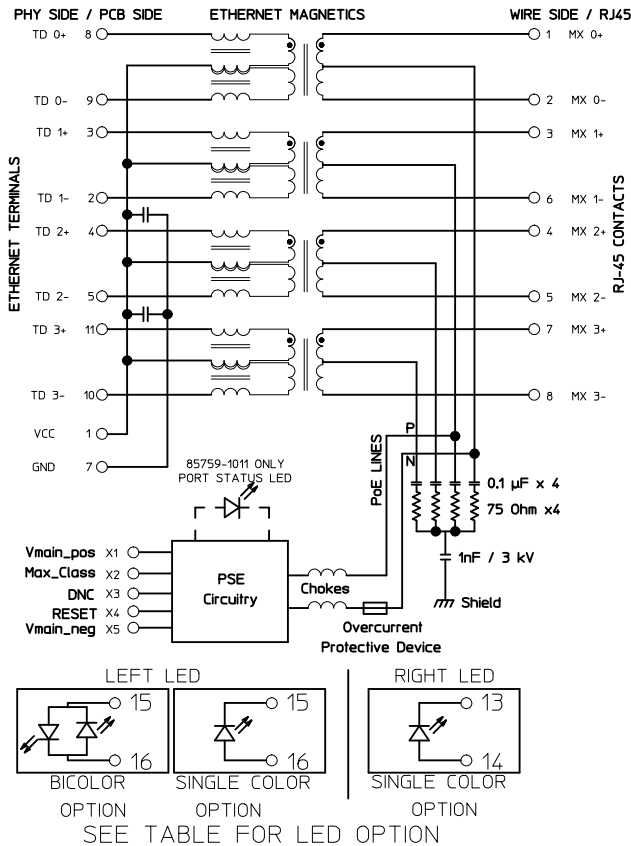 PHY SIDE / PCB SIDE
ETHERNET MAGNETICS
WIRE SIDE / RJ45
TD 0+ 8
1 MX 0+
TD 0- 9
2 MX 0-
TD 1+ 3
3 MX 1+
TD 1- 2
6 MX 1-
TD 2+ 4
4 MX 2+
TD 2- 5
5 MX 2-
TD 3+ 11
7 MX 3+
TD 3- 10
8 MX 3-
VCC 1
GND 7
ETHERNET TERMINALS
RJ-45 CONTACTS
85759-1011 ONLY
PORT STATUS LED
PoE LINES
P
N
0.1 µF x 4
75 Ohm x4
1nF / 3 kV
Shield
Vmain_pos X1
Max_Class X2
DNC X3
RESET X4
Vmain_neg X5
PSE
Circuitry
Chokes
Overcurrent
Protective Device
LEFT LED
RIGHT LED
15
16
BICOLOR
OPTION
15
16
SINGLE COLOR
OPTION
13
14
SINGLE COLOR
OPTION
SEE TABLE FOR LED OPTION